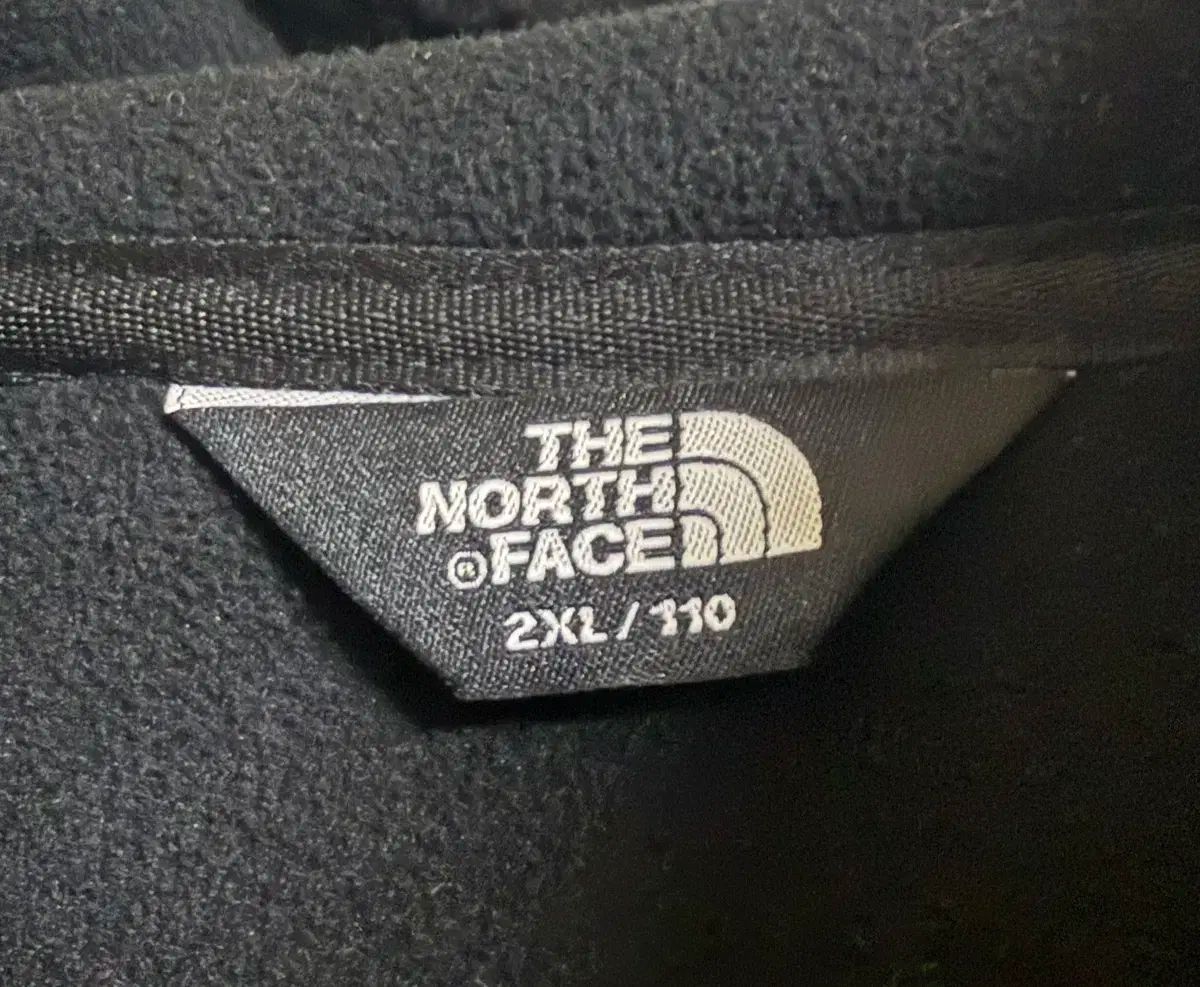 THE
NORTH
®FACE
2XL/110